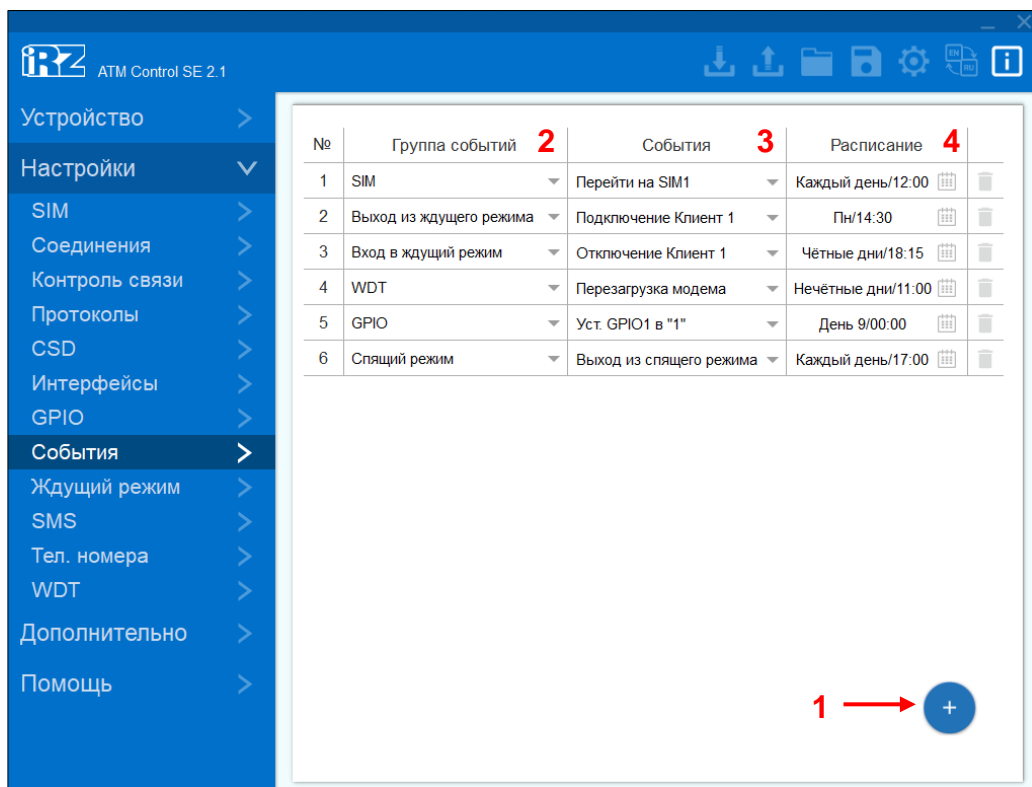 iRZ ATM Control SE 2.1
EN RU
Устройство
Настройки
SIM
Соединения
Контроль связи
Протоколы
CSD
Интерфейсы
GPIO
События
Ждущий режим
SMS
Тел. номера
WDT
Дополнительно
Помощь
№ Группа событий 2 События 3 Расписание 4
1 SIM Перейти на SIM1 Каждый день/12:00
2 Выход из ждущего режима Подключение Клиент 1 Пн/14:30
3 Вход в ждущий режим Отключение Клиент 1 Чётные дни/18:15
4 WDT Перезагрузка модема Нечётные дни/11:00
5 GPIO Уст. GPIO1 в "1" День 9/00:00
6 Спящий режим Выход из спящего режима Каждый день/17:00
1 +